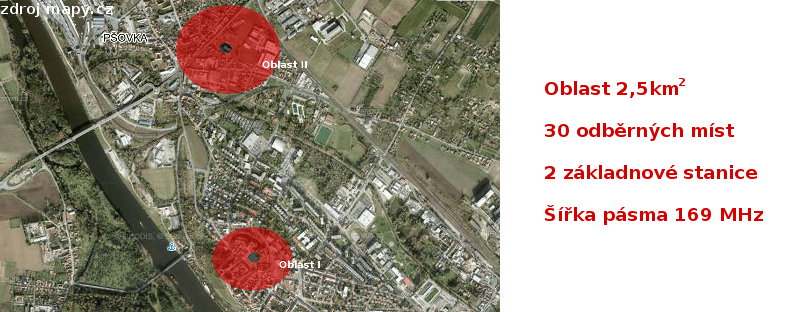 zdroj mapy.cz
PŠOVKA
Oblast II
Oblast I
Oblast 2,5km²
30 odběrných míst
2 základnové stanice
Šířka pásma 169 MHz